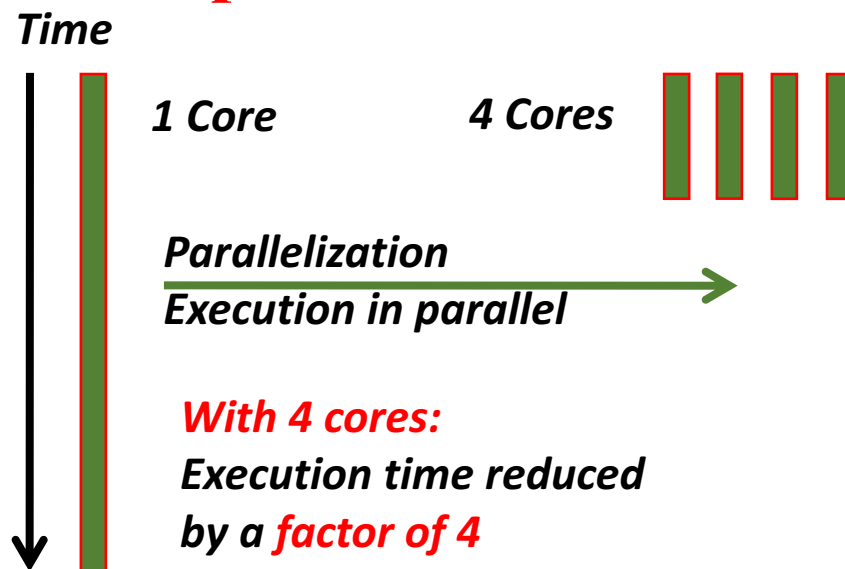 Time
1 Core
4 Cores
Parallelization
Execution in parallel
With 4 cores:
Execution time reduced
by a factor of 4